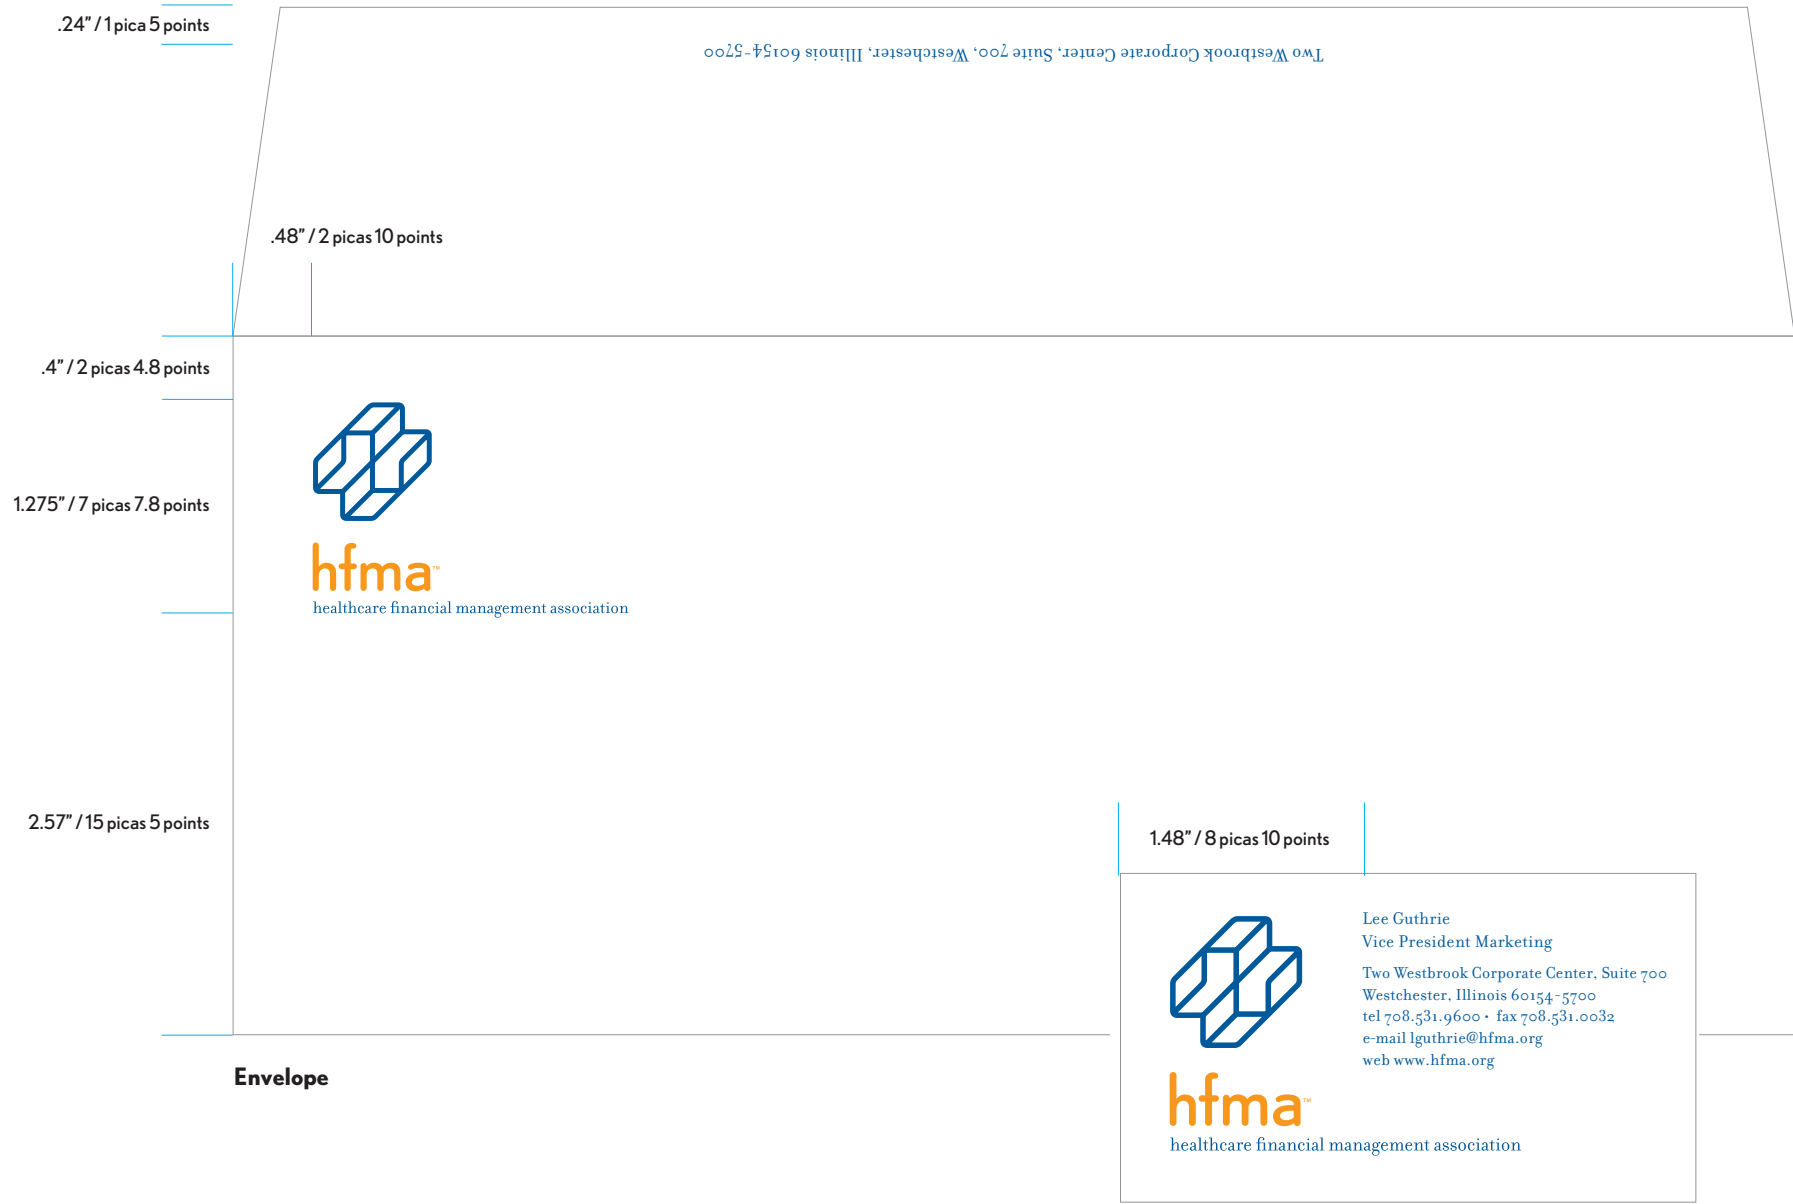 .24” / 1 pica 5 points
Two Westbrook Corporate Center, Suite 700, Westchester, Illinois 60154-5700
.48” / 2 picas 10 points
.4” / 2 picas 4.8 points
1.275” / 7 picas 7.8 points
hfma™
healthcare financial management association
2.57” / 15 picas 5 points
Envelope
1.48” / 8 picas 10 points
Lee Guthrie
Vice President Marketing
Two Westbrook Corporate Center, Suite 700
Westchester, Illinois 60154-5700
tel 708.531.9600 • fax 708.531.0032
e-mail lguthrie@hfma.org
web www.hfma.org
hfma™
healthcare financial management association